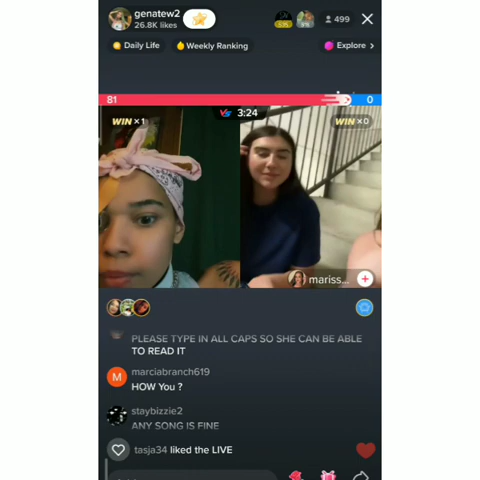 genatew2
26.8K likes
499
Daily Life
Weekly Ranking
Explore >
81
VS 3:24
0
WIN ×1
WIN ×0
mariss...
PLEASE TYPE IN ALL CAPS SO SHE CAN BE ABLE
TO READ IT
M
marciabranch619
HOW You ?
staybizzie2
ANY SONG IS FINE
tasja34 liked the LIVE